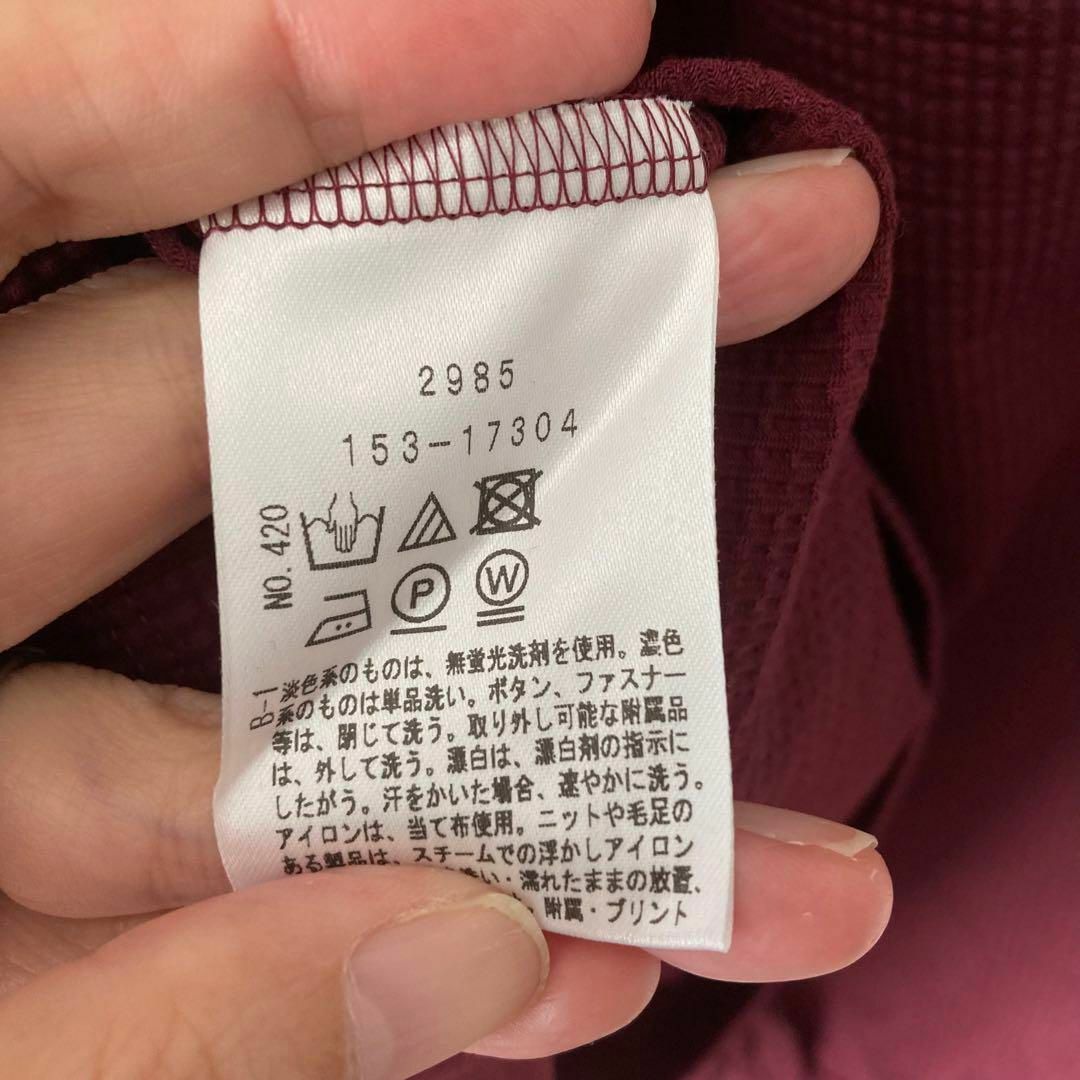 2985
153-17304
NO. 420
P
W
B-1
淡色系のものは、無蛍光洗剤を使用。濃色
系のものは単品洗い。ボタン、ファスナー
等は、閉じて洗う。取り外し可能な附属品
は、外して洗う。漂白は、漂白剤の指示に
したがう。汗をかいた場合、速やかに洗う。
アイロンは、当て布使用。ニットや毛足の
ある製品は、スチームでの浮かしアイロン
・濡れたままの放置、
附属・プリント